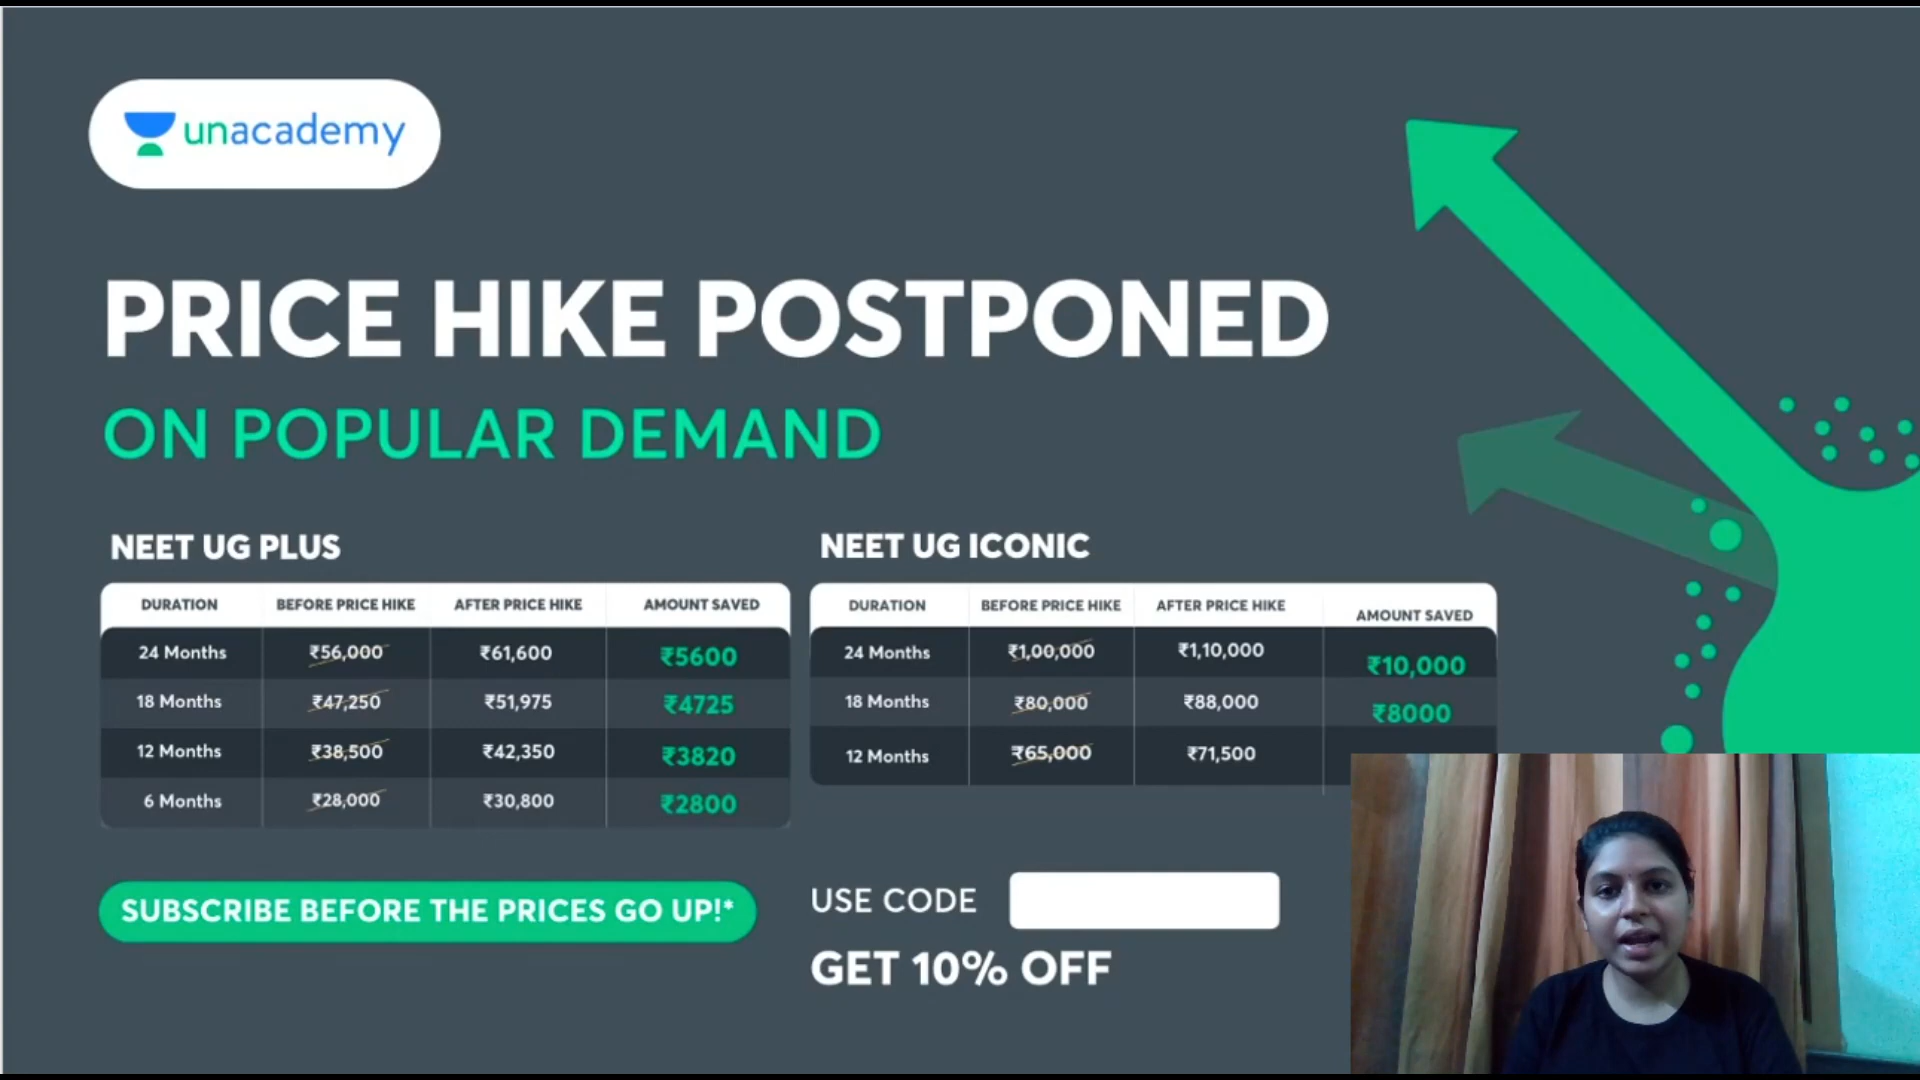 unacademy
PRICE HIKE POSTPONED
ON POPULAR DEMAND
NEET UG PLUS
DURATION BEFORE PRICE HIKE AFTER PRICE HIKE AMOUNT SAVED
24 Months ₹56,000 ₹61,600 ₹5600
18 Months ₹47,250 ₹51,975 ₹4725
12 Months ₹38,500 ₹42,350 ₹3820
6 Months ₹28,000 ₹30,800 ₹2800
NEET UG ICONIC
DURATION BEFORE PRICE HIKE AFTER PRICE HIKE AMOUNT SAVED
24 Months ₹1,00,000 ₹1,10,000 ₹10,000
18 Months ₹80,000 ₹88,000 ₹8000
12 Months ₹65,000 ₹71,500
SUBSCRIBE BEFORE THE PRICES GO UP!*
USE CODE
GET 10% OFF